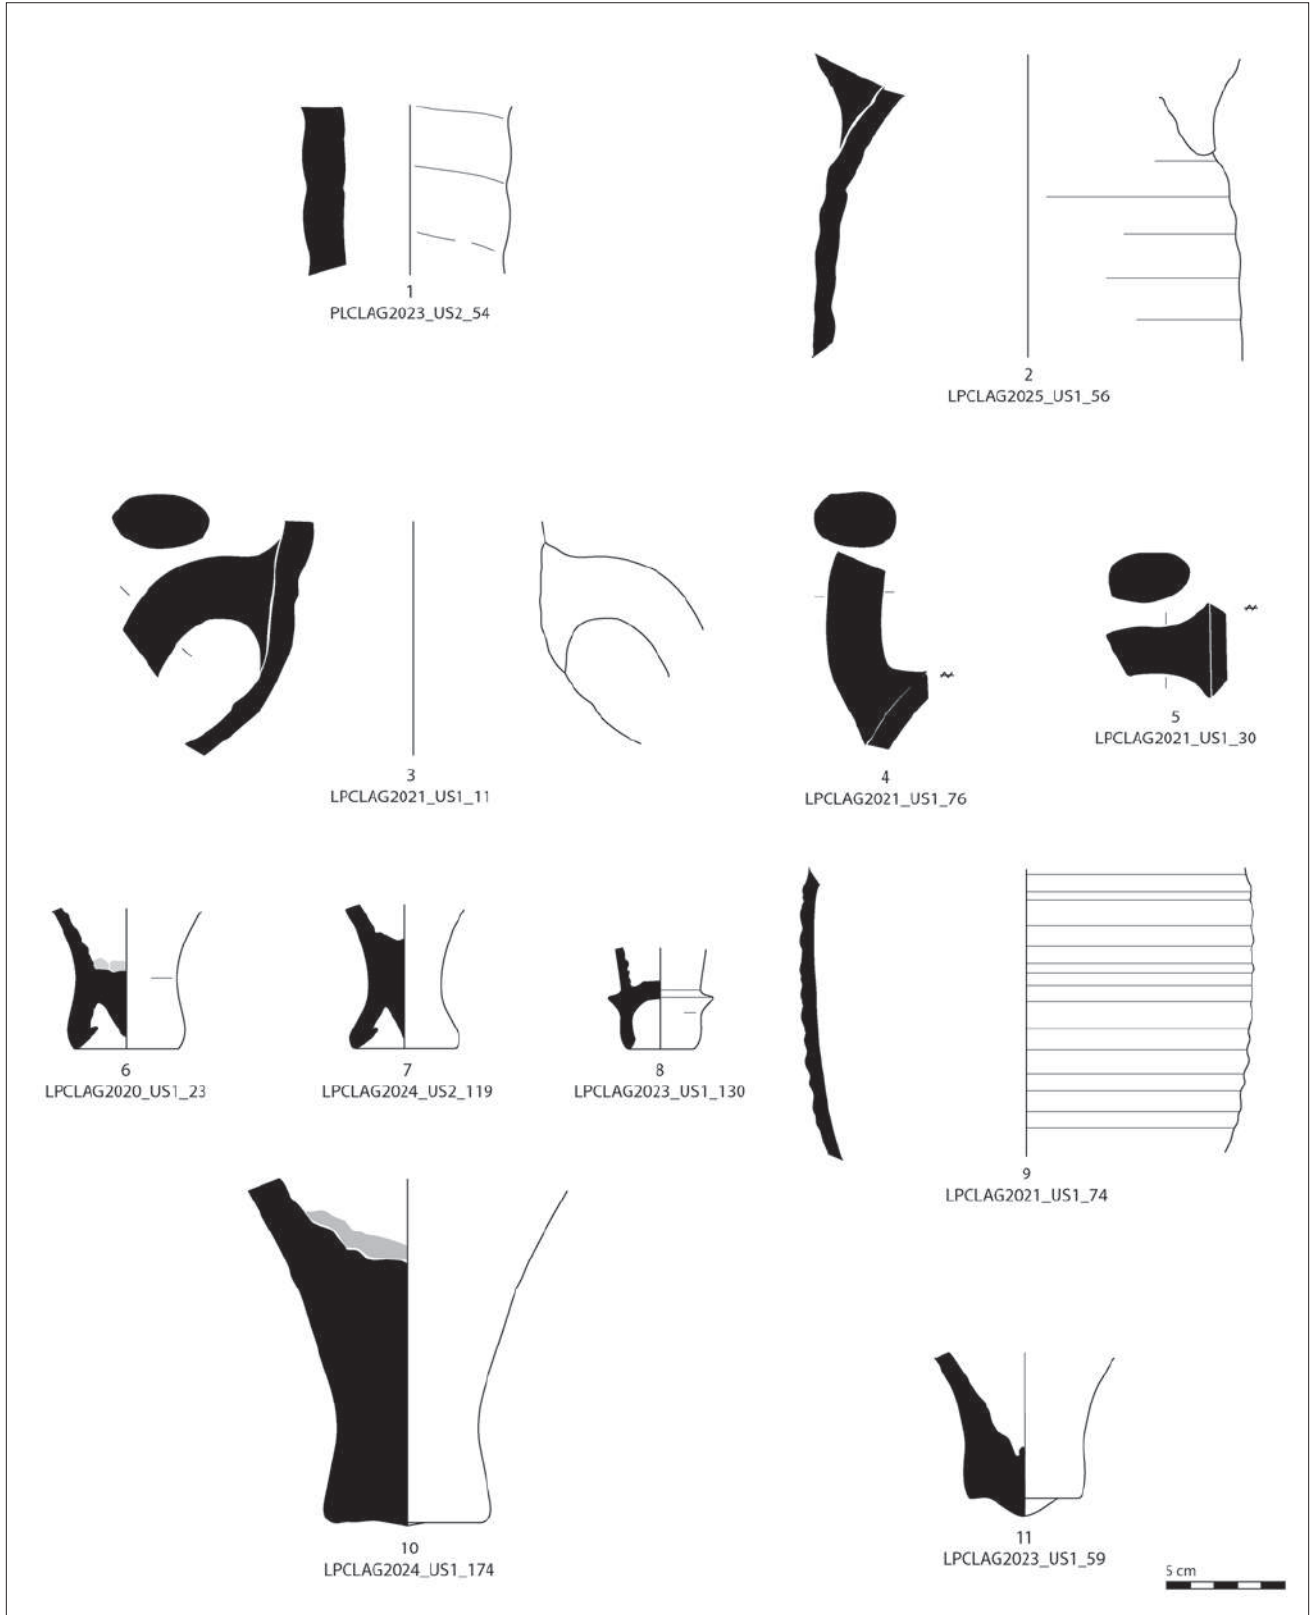 1
PLCLAG2023_US2_54
2
LPCLAG2025_US1_56
3
LPCLAG2021_US1_11
4
LPCLAG2021_US1_76
5
LPCLAG2021_US1_30
6
LPCLAG2020_US1_23
7
LPCLAG2024_US2_119
8
LPCLAG2023_US1_130
9
LPCLAG2021_US1_74
10
LPCLAG2024_US1_174
11
LPCLAG2023_US1_59
5 cm